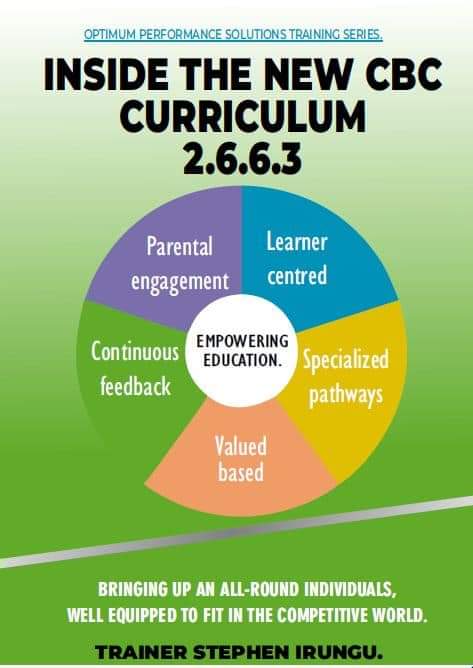 OPTIMUM PERFORMANCE SOLUTIONS TRAINING SERIES.
INSIDE THE NEW CBC
CURRICULUM
2.6.6.3
Parental
engagement
Learner
centred
Continuous
feedback
EMPOWERING
EDUCATION.
Specialized
pathways
Valued
based
BRINGING UP AN ALL-ROUND INDIVIDUALS,
WELL EQUIPPED TO FIT IN THE COMPETITIVE WORLD.
TRAINER STEPHEN IRUNGU.